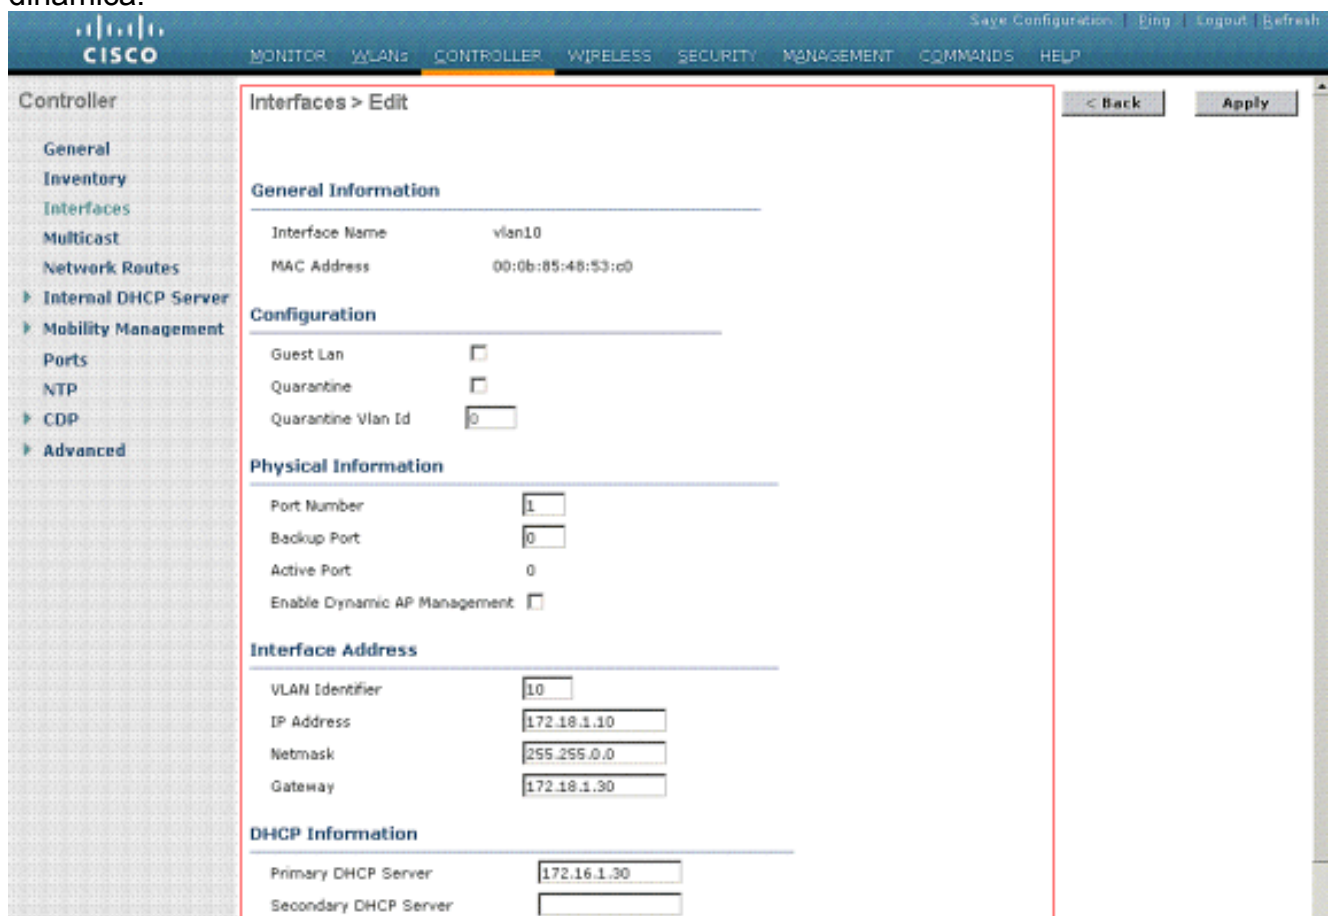 dinámica.
Save Configuration | Ping | Logout | Refresh
CISCO
MONITOR WLANs CONTROLLER WIRELESS SECURITY MANAGEMENT COMMANDS HELP
Controller
General
Inventory
Interfaces
Multicast
Network Routes
Internal DHCP Server
Mobility Management
Ports
NTP
CDP
Advanced
Interfaces > Edit
< Back
Apply
General Information
Interface Name vlan10
MAC Address 00:0b:85:48:53:c0
Configuration
Guest Lan
Quarantine
Quarantine Vlan Id 0
Physical Information
Port Number 1
Backup Port 0
Active Port 0
Enable Dynamic AP Management
Interface Address
VLAN Identifier 10
IP Address 172.18.1.10
Netmask 255.255.0.0
Gateway 172.18.1.30
DHCP Information
Primary DHCP Server 172.16.1.30
Secondary DHCP Server